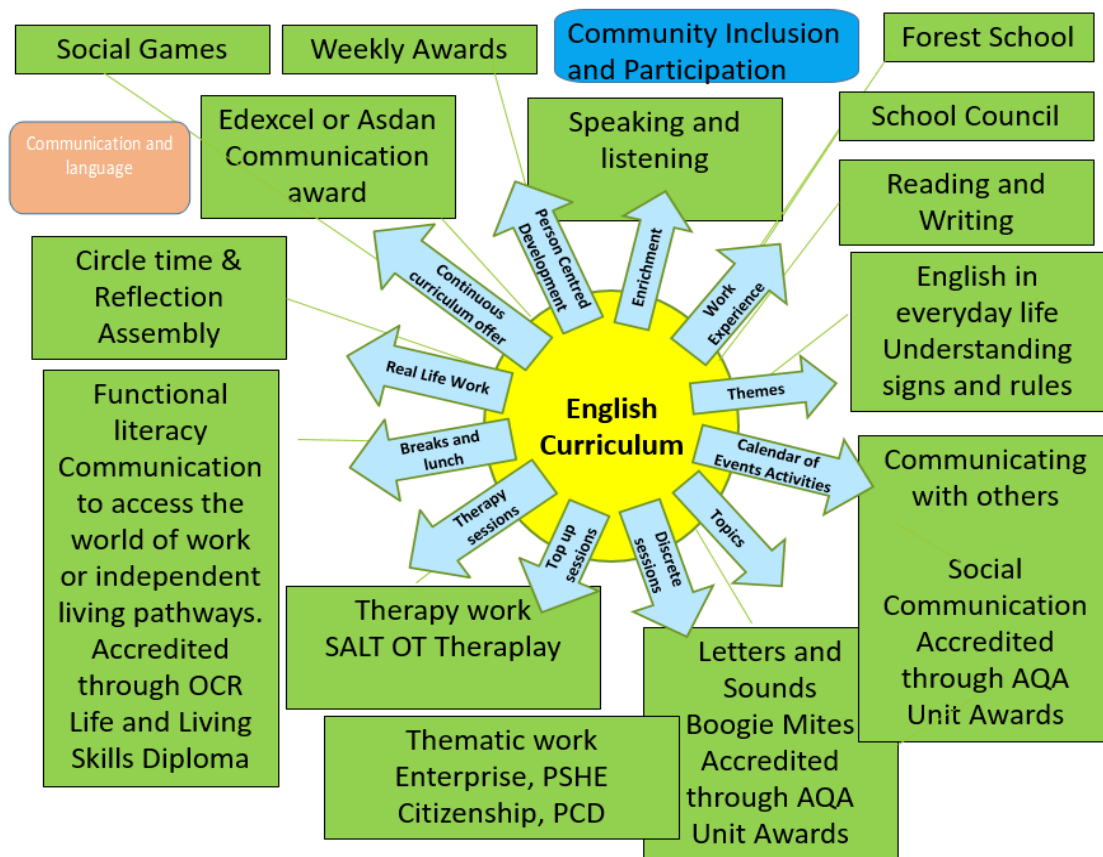 Social Games
Weekly Awards
Community Inclusion
and Participation
Forest School
Communication and
language
Edexcel or Asdan
Communication
award
Speaking and
listening
School Council
Reading and
Writing
Circle time &
Reflection
Assembly
English in
everyday life
Understanding
signs and rules
Functional
literacy
Communication
to access the
world of work
or independent
living pathways.
Accredited
through OCR
Life and Living
Skills Diploma
Continuous
curriculum offer
Person Centred
Development
Enrichment
Work
Experience
Real Life Work
Themes
English
Curriculum
Breaks and
lunch
Calendar of
Events Activities
Therapy
sessions
Top up
sessions
Discrete
sessions
Topics
Communicating
with others
Social
Communication
Accredited
through AQA
Unit Awards
Therapy work
SALT OT Theraplay
Letters and
Sounds
Boogie Mites
Accredited
through AQA
Unit Awards
Thematic work
Enterprise, PSHE
Citizenship, PCD